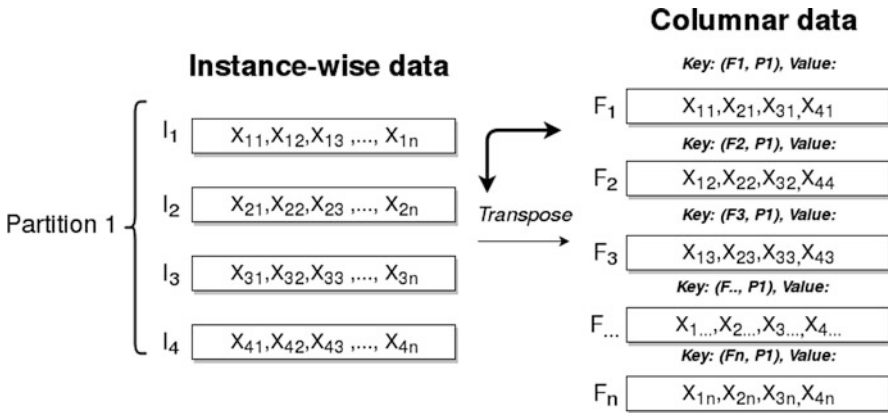 Columnar data
Instance-wise data
Key: (F1, P1), Value:
F1 X11,X21,X31,X41
Key: (F2, P1), Value:
F2 X12,X22,X32,X44
Key: (F3, P1), Value:
F3 X13,X23,X33,X43
Key: (F.., P1), Value:
F... X1...,X2...,X3...,X4...
Key: (Fn, P1), Value:
Fn X1n,X2n,X3n,X4n
Partition 1
I1 X11,X12,X13 ,..., X1n
I2 X21,X22,X23 ,..., X2n
I3 X31,X32,X33 ,..., X3n
I4 X41,X42,X43 ,..., X4n
Transpose